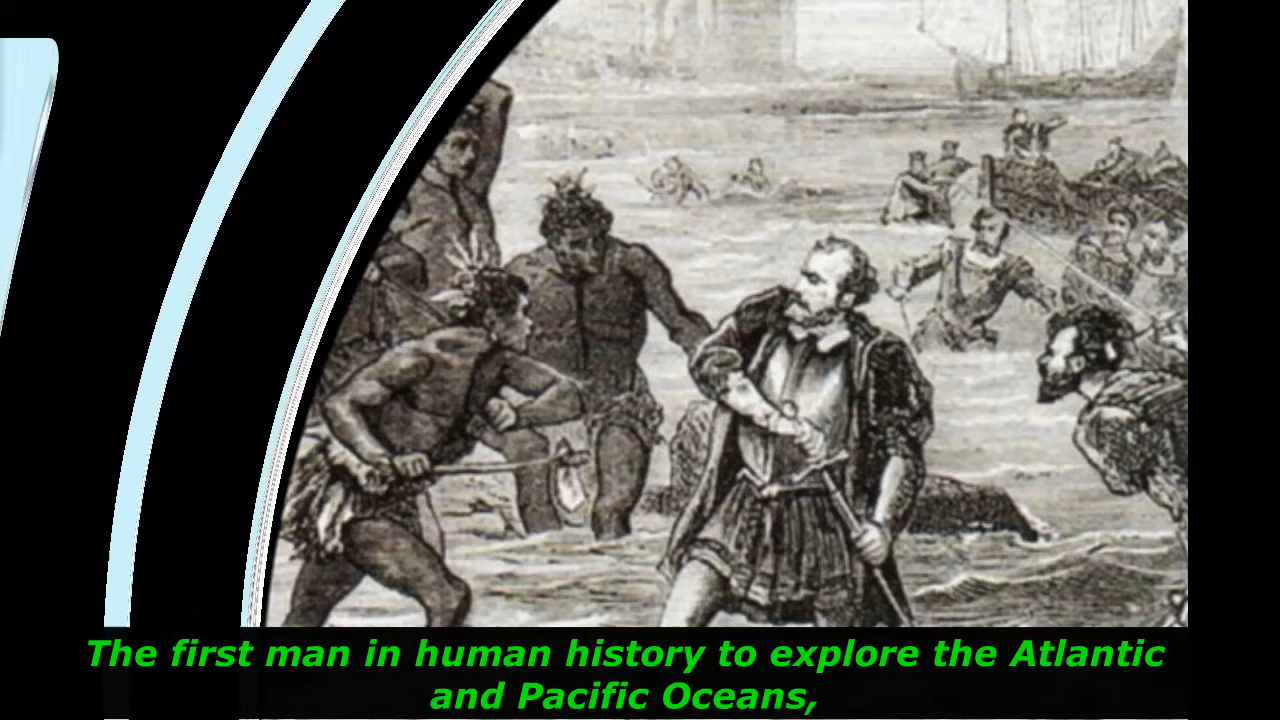 The first man in human history to explore the Atlantic
and Pacific Oceans,